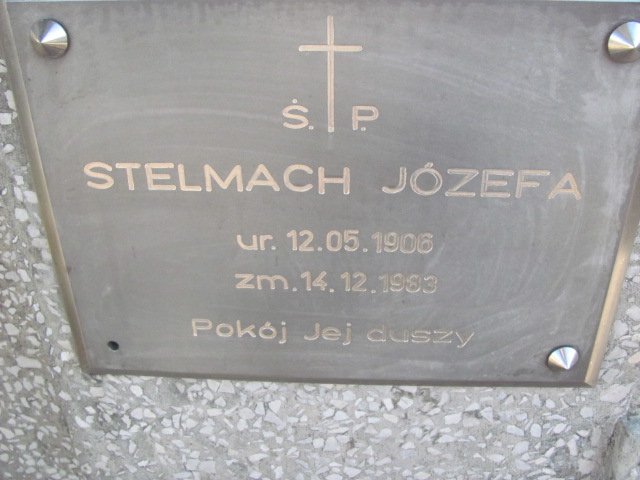 Ś. P.
STELMACH JÓZEFA
ur. 12.05.1906
zm. 14.12.1983
Pokój Jej duszy